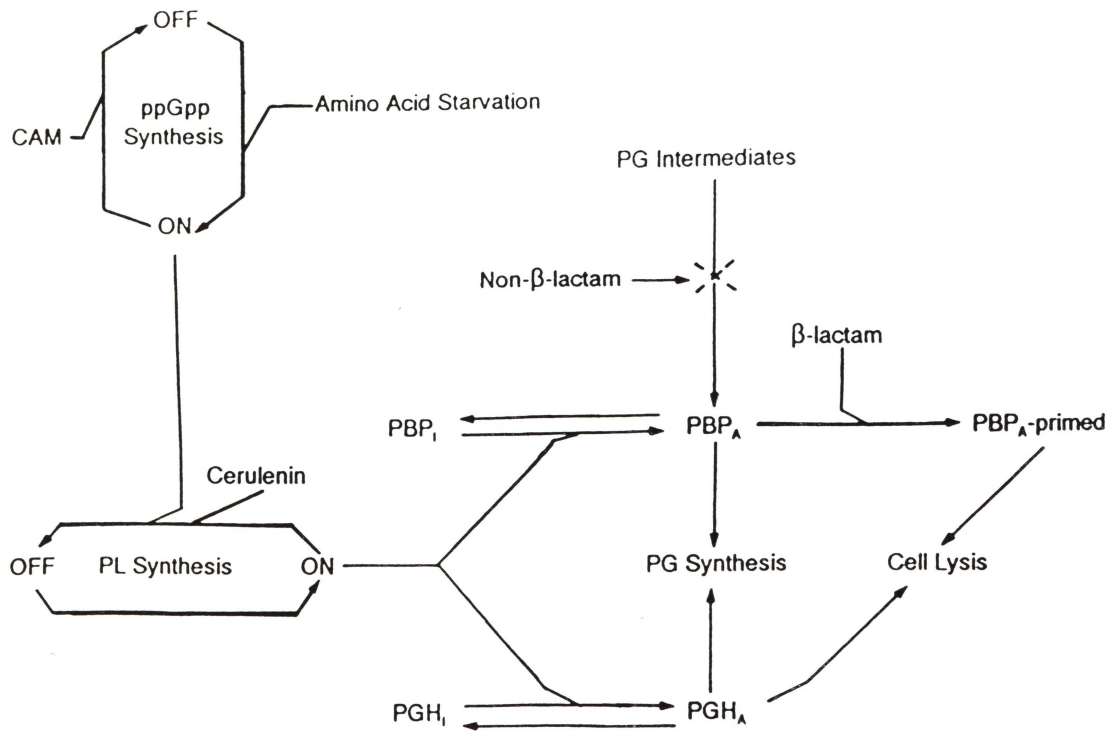 OFF
ppGpp
Synthesis
Amino Acid Starvation
CAM
ON
PG Intermediates
Non-β-lactam
β-lactam
PBP_I
PBP_A
PBP_A-primed
Cerulenin
OFF
PL Synthesis
ON
PG Synthesis
Cell Lysis
PGH_I
PGH_A